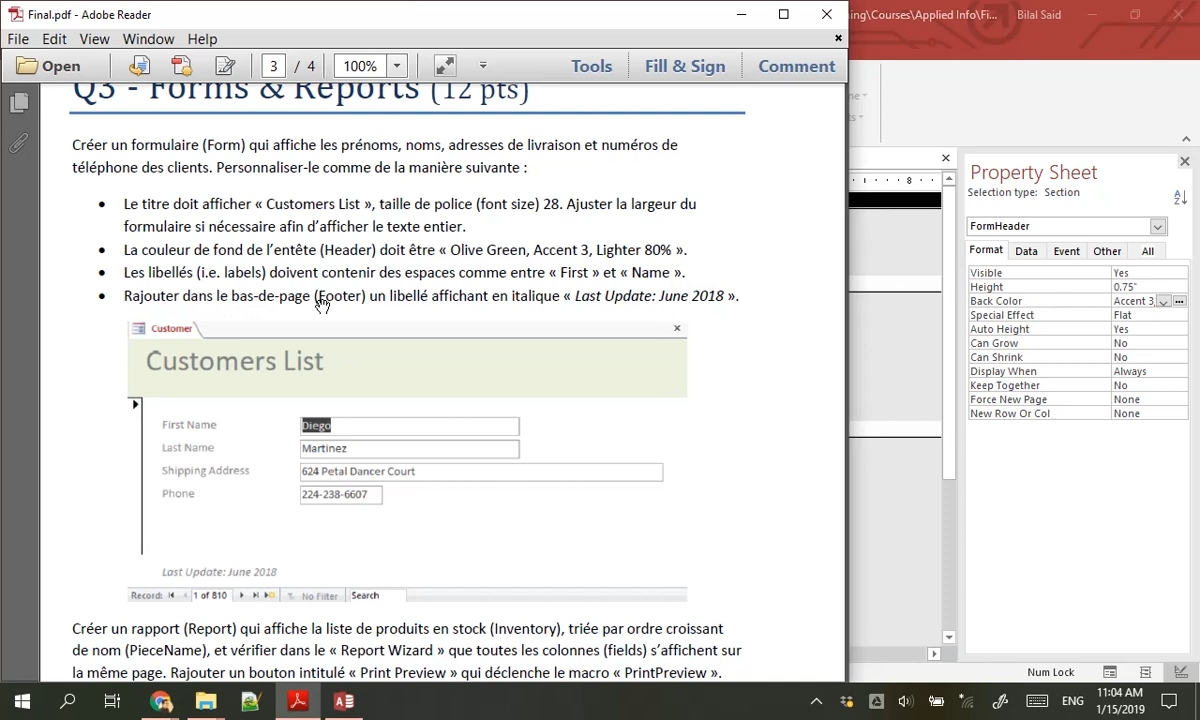 Final.pdf - Adobe Reader
ning\Courses\Applied Info\Fi...
Bilal Said
File Edit View Window Help
Open
3 / 4
100%
Tools
Fill & Sign
Comment
Q3 - Forms & Reports (12 pts)
Créer un formulaire (Form) qui affiche les prénoms, noms, adresses de livraison et numéros de
téléphone des clients. Personnaliser-le comme de la manière suivante :
• Le titre doit afficher « Customers List », taille de police (font size) 28. Ajuster la largeur du
formulaire si nécessaire afin d'afficher le texte entier.
• La couleur de fond de l'entête (Header) doit être « Olive Green, Accent 3, Lighter 80% ».
• Les libellés (i.e. labels) doivent contenir des espaces comme entre « First » et « Name ».
• Rajouter dans le bas-de-page (Footer) un libellé affichant en italique « Last Update: June 2018 ».
Customer
Customers List
First Name Diego
Last Name Martinez
Shipping Address 624 Petal Dancer Court
Phone 224-238-6607
Last Update: June 2018
Record: 1 of 810 No Filter Search
Créer un rapport (Report) qui affiche la liste de produits en stock (Inventory), triée par ordre croissant
de nom (PieceName), et vérifier dans le « Report Wizard » que toutes les colonnes (fields) s'affichent sur
la même page. Rajouter un bouton intitulé « Print Preview » qui déclenche le macro « PrintPreview ».
8
Property Sheet
Selection type: Section
FormHeader
Format Data Event Other All
Visible Yes
Height 0.75"
Back Color Accent 3,
Special Effect Flat
Auto Height Yes
Can Grow No
Can Shrink No
Display When Always
Keep Together No
Force New Page None
New Row Or Col None
Num Lock
ENG
11:04 AM
1/15/2019